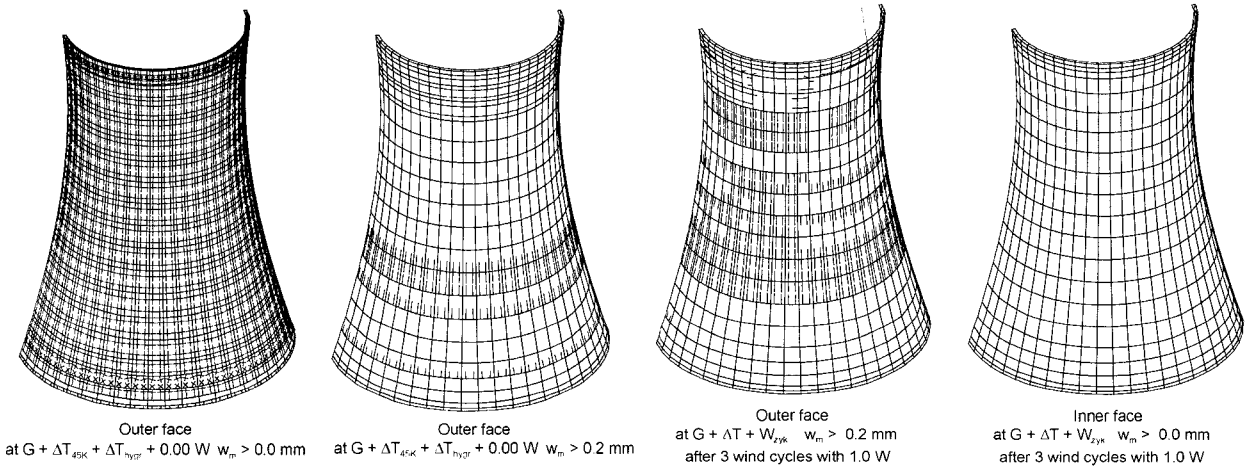 Outer face
at G + ΔT45K + ΔThygr + 0.00 W wm > 0.0 mm
Outer face
at G + ΔT45K + ΔThygr + 0.00 W wm > 0.2 mm
Outer face
at G + ΔT + Wzyk wm > 0.2 mm
after 3 wind cycles with 1.0 W
Inner face
at G + ΔT + Wzyk wm > 0.0 mm
after 3 wind cycles with 1.0 W